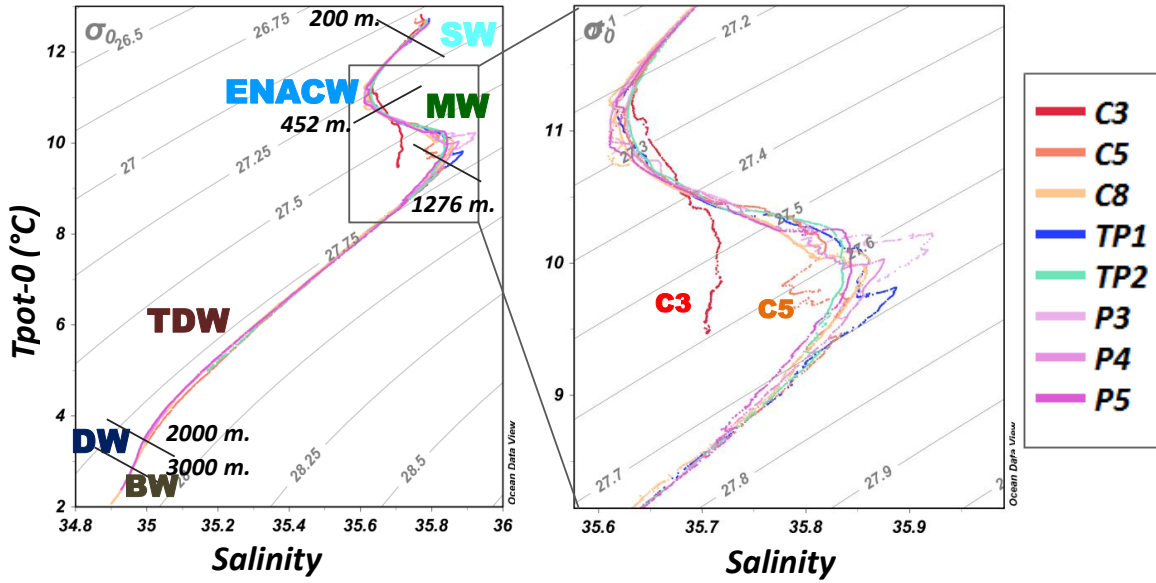 σ0
26.5
26.75
27
27.25
27.5
27.75
28
28.25
28.5
200 m.
SW
ENACW
452 m.
MW
1276 m.
TDW
DW
2000 m.
3000 m.
BW
12
10
8
6
4
2
Tpot-0 (°C)
34.8
35
35.2
35.4
35.6
35.8
36
Salinity
Ocean Data View
σ0
1
27.2
27.3
27.4
27.5
27.6
27.7
27.8
27.9
2
11
10
9
C3
C5
35.6
35.7
35.8
35.9
Salinity
Ocean Data View
C3
C5
C8
TP1
TP2
P3
P4
P5